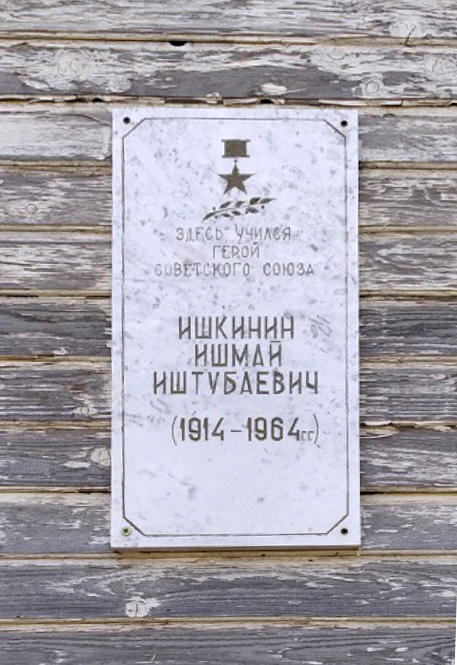 ЗДЕСЬ УЧИЛСЯ
ГЕРОЙ
СОВЕТСКОГО СОЮЗА
ИШКИНИН
ИШМАЙ
ИШТУБАЕВИЧ
(1914-1964гг)